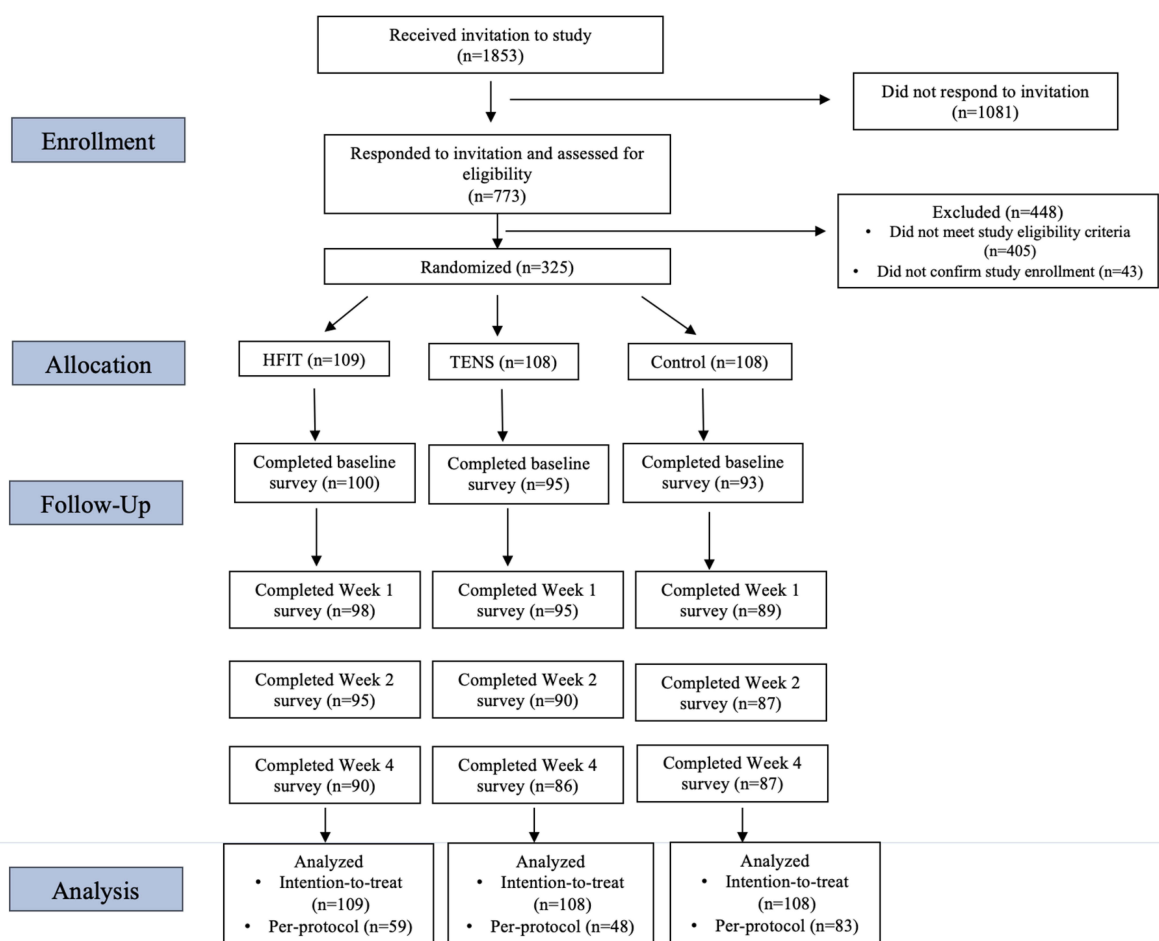 Received invitation to study
(n=1853)
Did not respond to invitation
(n=1081)
Enrollment
Responded to invitation and assessed for
eligibility
(n=773)
Excluded (n=448)
• Did not meet study eligibility criteria
(n=405)
• Did not confirm study enrollment (n=43)
Randomized (n=325)
Allocation
HFIT (n=109)
TENS (n=108)
Control (n=108)
Follow-Up
Completed baseline
survey (n=100)
Completed baseline
survey (n=95)
Completed baseline
survey (n=93)
Completed Week 1
survey (n=98)
Completed Week 1
survey (n=95)
Completed Week 1
survey (n=89)
Completed Week 2
survey (n=95)
Completed Week 2
survey (n=90)
Completed Week 2
survey (n=87)
Completed Week 4
survey (n=90)
Completed Week 4
survey (n=86)
Completed Week 4
survey (n=87)
Analysis
Analyzed
• Intention-to-treat
(n=109)
• Per-protocol (n=59)
Analyzed
• Intention-to-treat
(n=108)
• Per-protocol (n=48)
Analyzed
• Intention-to-treat
(n=108)
• Per-protocol (n=83)